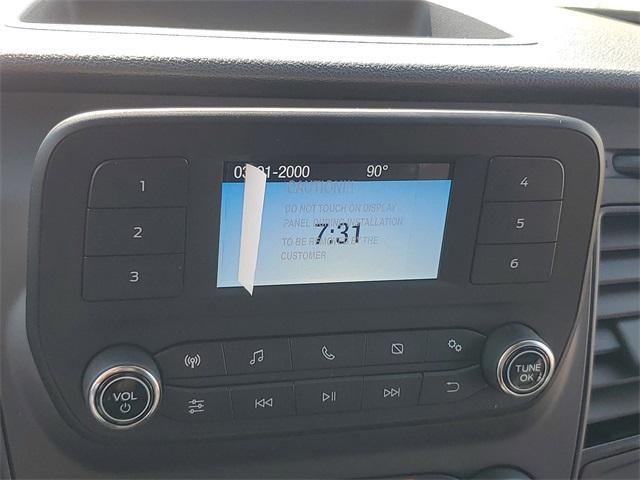 03-01-2000 90°
CAUTION!!
DO NOT TOUCH ON DISPLAY
PANEL DURING INSTALLATION
7:31
TO BE REMOVED BY THE
CUSTOMER
1
2
3
4
5
6
VOL
TUNE
OK